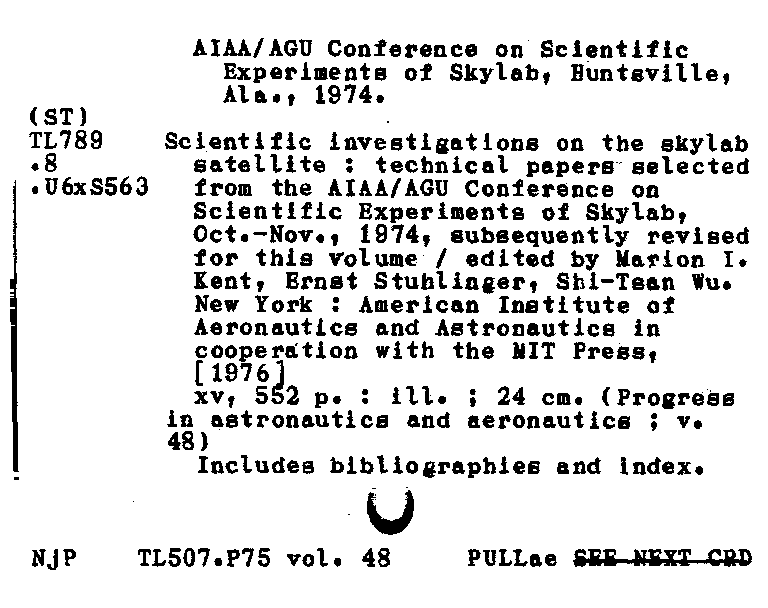 AIAA/AGU Conference on Scientific
Experiments of Skylab, Huntsville,
Ala., 1974.
(ST)
TL789 Scientific investigations on the skylab
.8 satellite : technical papers selected
.U6xS563 from the AIAA/AGU Conference on
Scientific Experiments of Skylab,
Oct.-Nov., 1974, subsequently revised
for this volume / edited by Marion I.
Kent, Ernst Stuhlinger, Shi-Tsan Wu.
New York : American Institute of
Aeronautics and Astronautics in
cooperation with the MIT Press,
[1976]
xv, 552 p. : ill. ; 24 cm. (Progress
in astronautics and aeronautics ; v.
48)
Includes bibliographies and index.
NjP TL507.P75 vol. 48 PULLae SEE NEXT CRD